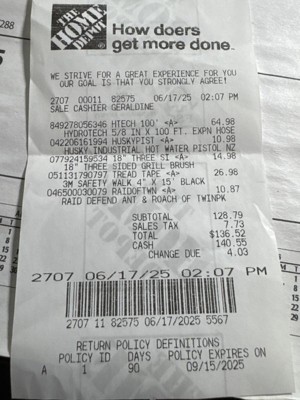 THE
HOME
DEPOT
How doers
get more done.
WE STRIVE FOR A GREAT EXPERIENCE FOR YOU
OUR GOAL IS THAT YOU STRONGLY AGREE!
2707 00011 82575 06/17/25 02:07 PM
SALE CASHIER GERALDINE
849278056346 HTECH 100' <A> 64.98
HYDROTECH 5/8 IN X 100 FT. EXPN HOSE
042206161994 HUSKYPIST <A> 10.98
HUSKY INDUSTRIAL HOT WATER PISTOL NZ
077924159534 18" THREE SI <A> 14.98
18" THREE SIDED GRILL BRUSH
051131790797 TREAD TAPE <A> 26.98
3M SAFETY WALK 4" X 15' BLACK
046500030079 RAIDOFTWN <A> 10.87
RAID DEFEND ANT & ROACH OF TWINPK
SUBTOTAL 128.79
SALES TAX 7.73
TOTAL $136.52
CASH 140.55
CHANGE DUE 4.03
2707 06/17/25 02:07 PM
2707 11 82575 06/17/2025 5567
RETURN POLICY DEFINITIONS
POLICY ID DAYS POLICY EXPIRES ON
A 1 90 09/15/2025
288